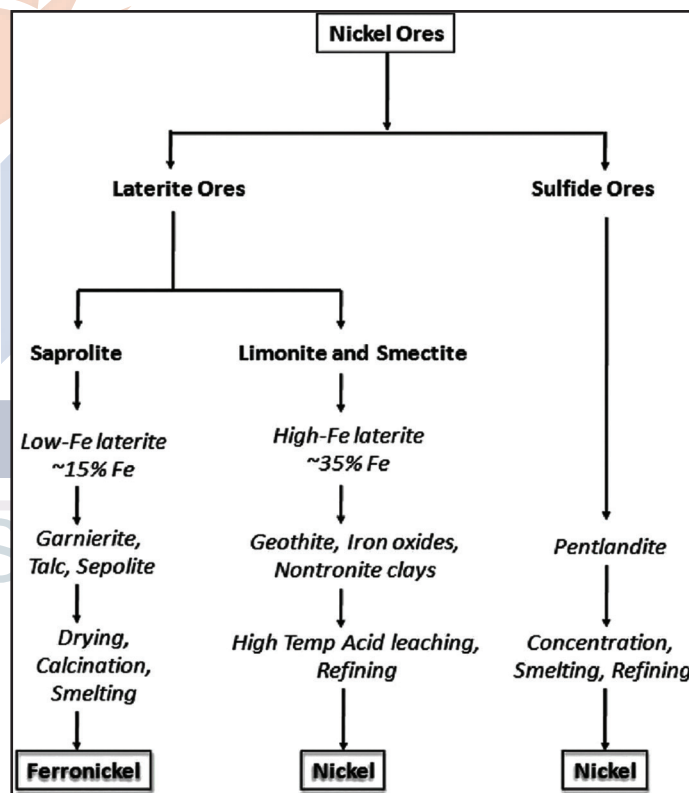 Nickel Ores
Laterite Ores
Sulfide Ores
Saprolite
Limonite and Smectite
Low-Fe laterite
~15% Fe
High-Fe laterite
~35% Fe
Garnierite,
Talc, Sepolite
Geothite, Iron oxides,
Nontronite clays
Pentlandite
Drying,
Calcination,
Smelting
High Temp Acid leaching,
Refining
Concentration,
Smelting, Refining
Ferronickel
Nickel
Nickel